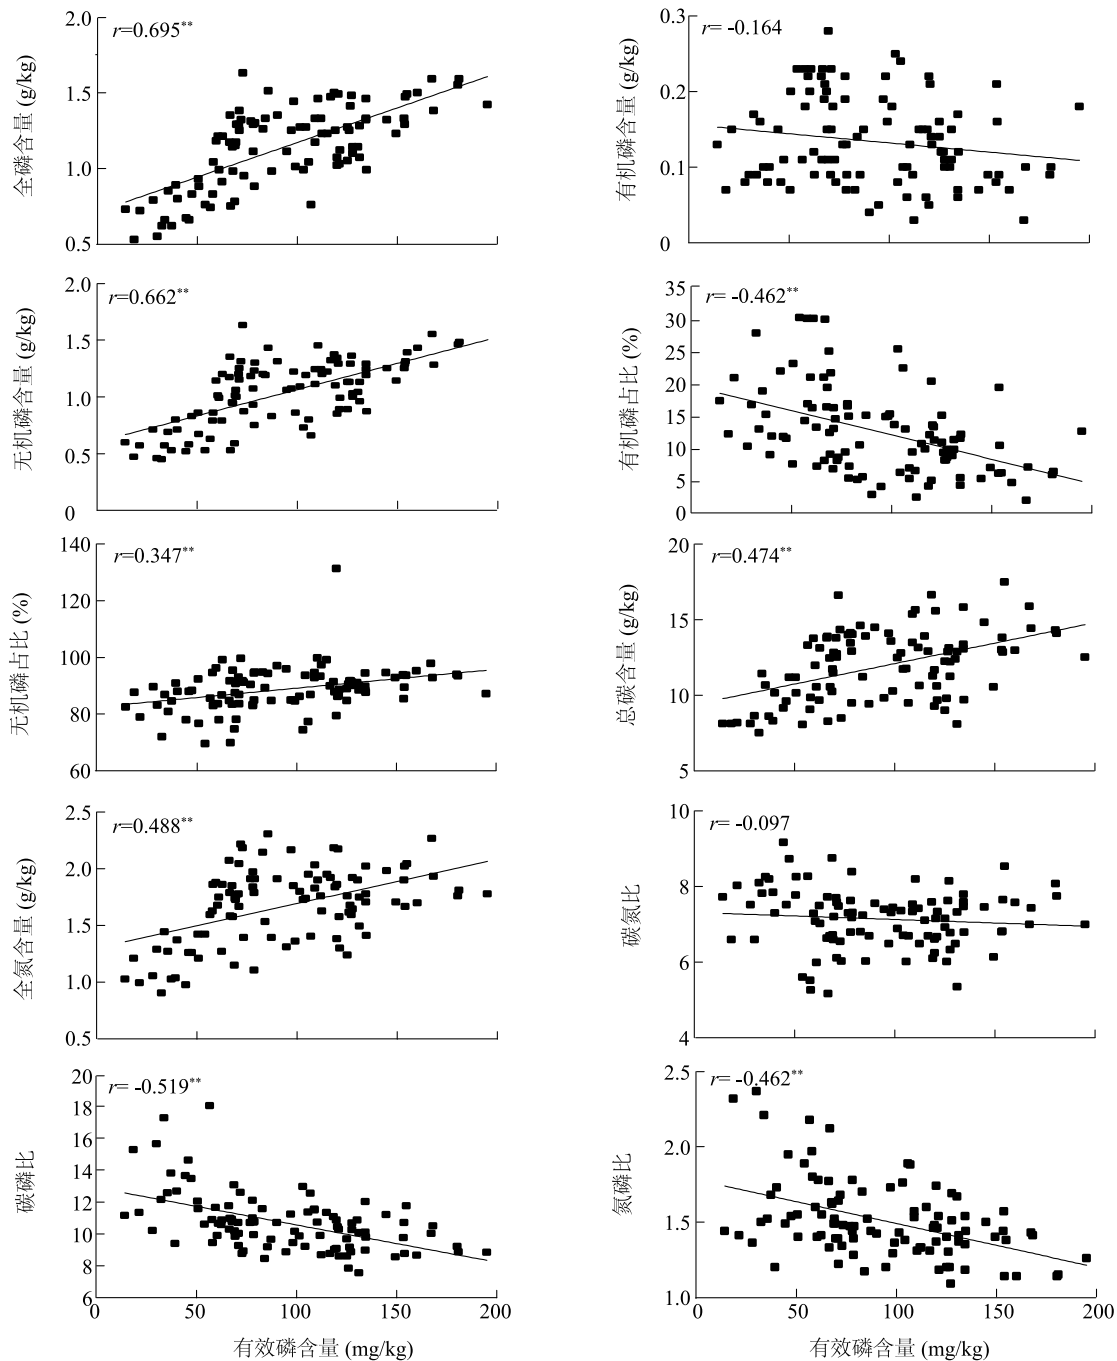 2.0
r=0.695**
1.5
1.0
0.5
全磷含量 (g/kg)
0.3
r= -0.164
0.2
0.1
0
有机磷含量 (g/kg)
2.0
r=0.662**
1.5
1.0
0.5
0
无机磷含量 (g/kg)
35
r= -0.462**
30
25
20
15
10
5
0
有机磷占比 (%)
140
r=0.347**
120
100
80
60
无机磷占比 (%)
20
r=0.474**
15
10
5
总碳含量 (g/kg)
2.5
r=0.488**
2.0
1.5
1.0
0.5
全氮含量 (g/kg)
10
r= -0.097
8
6
4
碳氮比
20
r= -0.519**
18
16
14
12
10
8
6
碳磷比
0 50 100 150 200
有效磷含量 (mg/kg)
2.5
r= -0.462**
2.0
1.5
1.0
氮磷比
0 50 100 150 200
有效磷含量 (mg/kg)